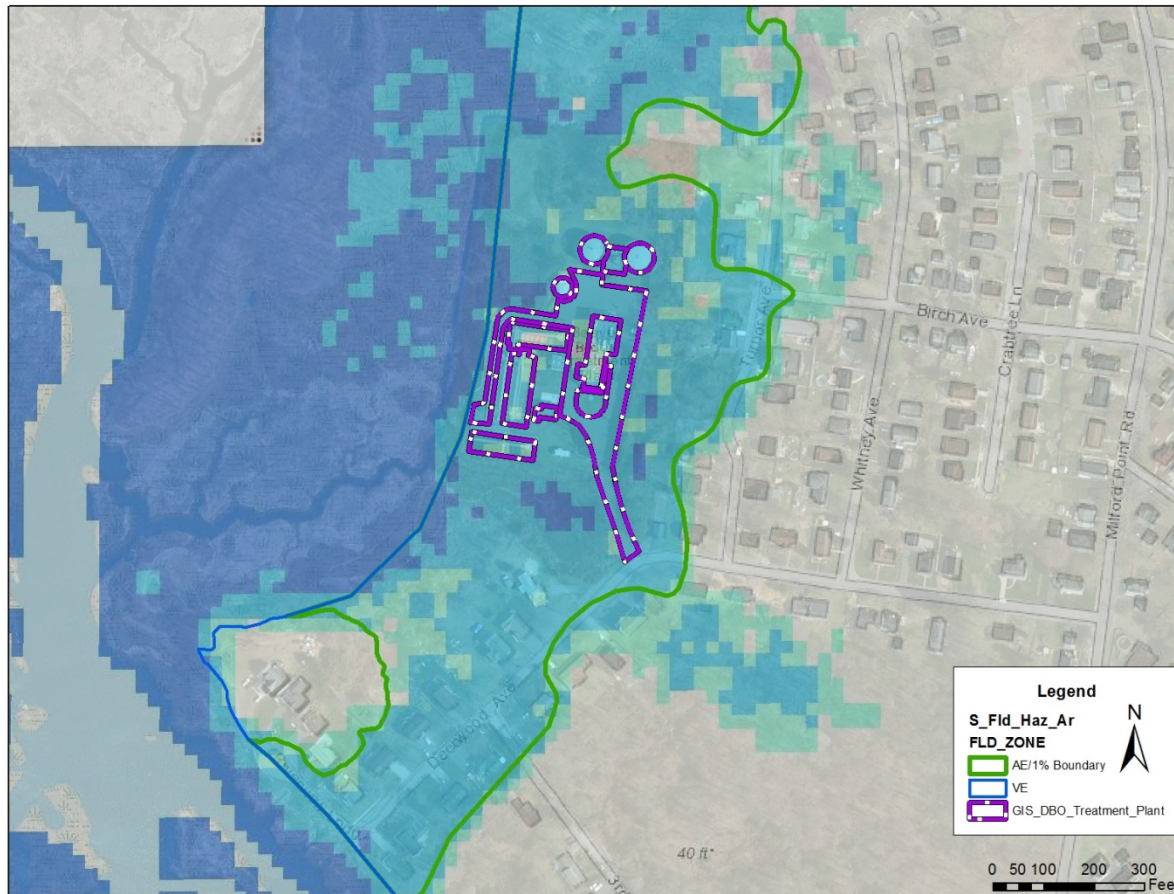 Birch Ave
Crabtree Ln
Turner Ave
Whitney Ave
Milford Point Rd
Deerwood Ave
40 ft
Legend
N
S_Fld_Haz_Ar
FLD_ZONE
AE/1% Boundary
VE
GIS_DBO_Treatment_Plant
0 50 100 200 300
Feet